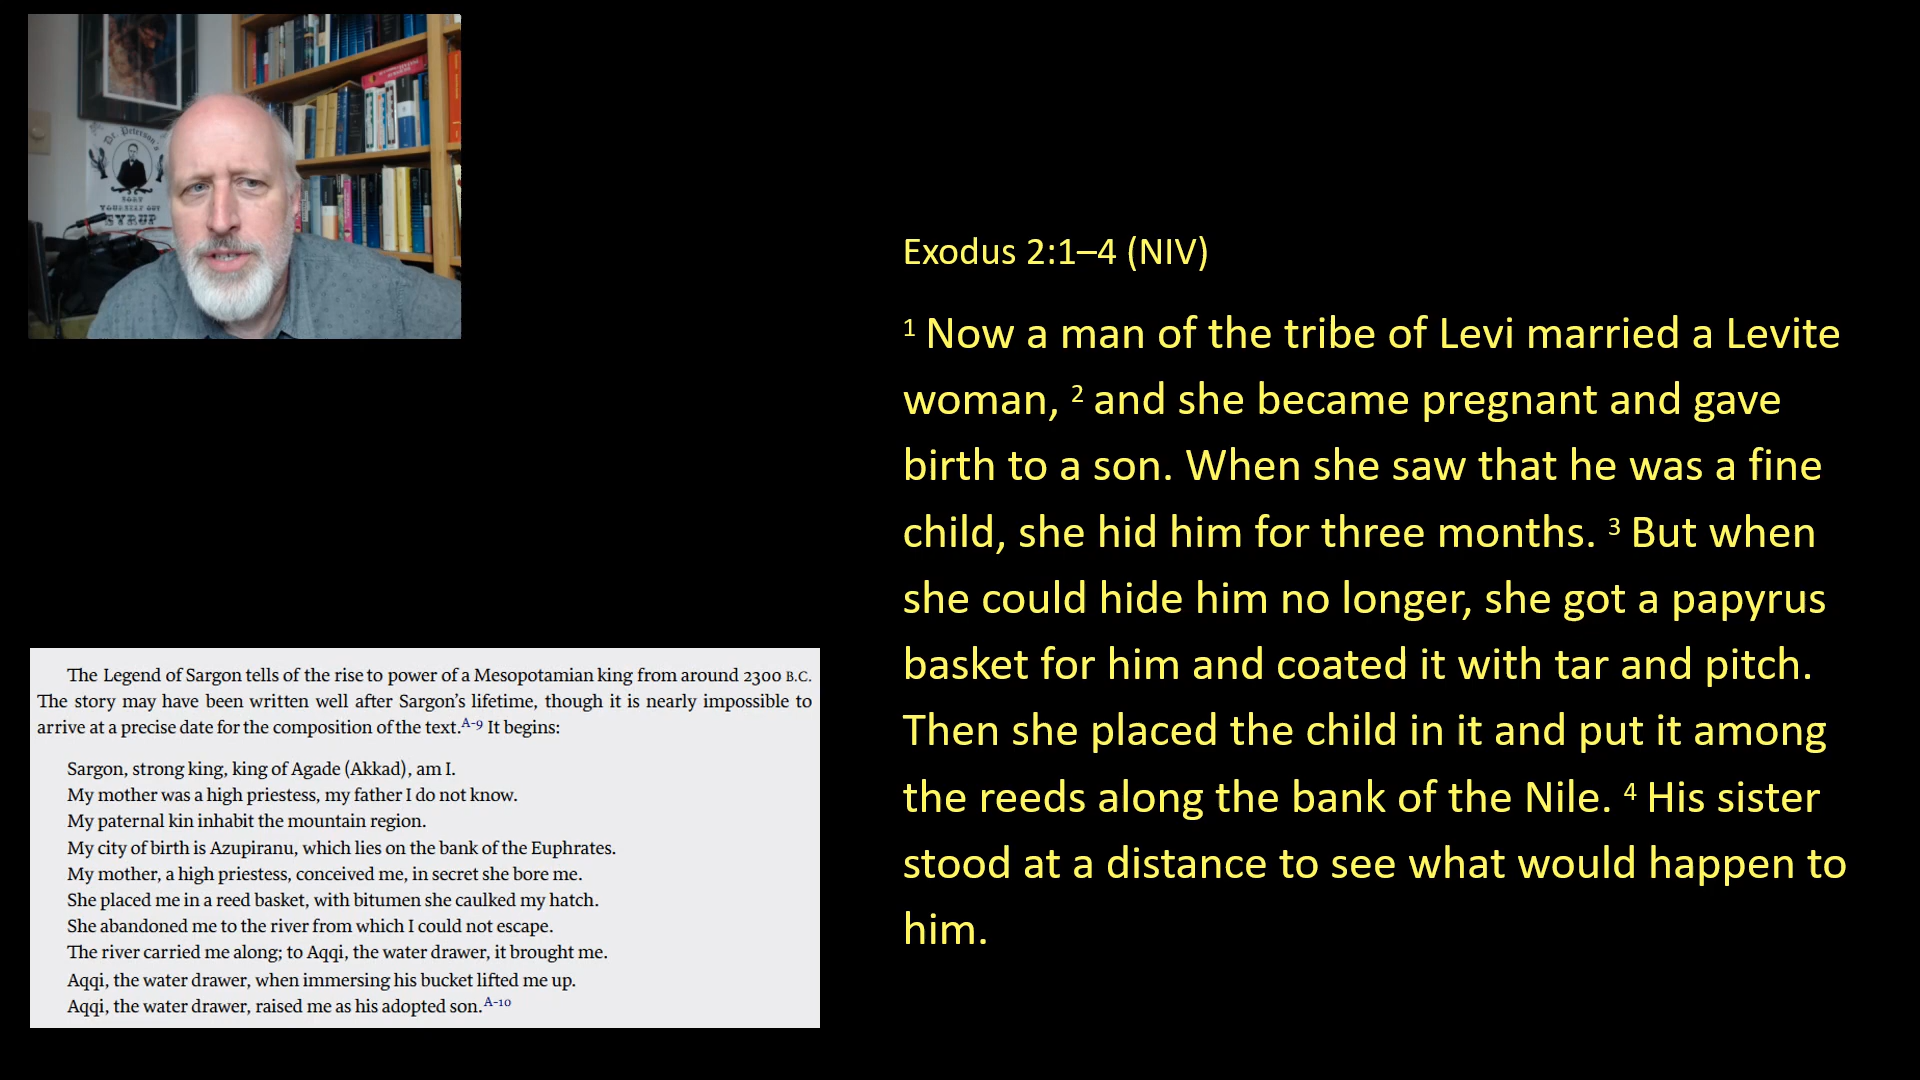 Dr. Peterson's
SORT
YOURSELF OUT
SYRUP
Exodus 2:1–4 (NIV)
1 Now a man of the tribe of Levi married a Levite
woman, 2 and she became pregnant and gave
birth to a son. When she saw that he was a fine
child, she hid him for three months. 3 But when
she could hide him no longer, she got a papyrus
basket for him and coated it with tar and pitch.
Then she placed the child in it and put it among
the reeds along the bank of the Nile. 4 His sister
stood at a distance to see what would happen to
him.
The Legend of Sargon tells of the rise to power of a Mesopotamian king from around 2300 B.C.
The story may have been written well after Sargon’s lifetime, though it is nearly impossible to
arrive at a precise date for the composition of the text.A-9 It begins:
Sargon, strong king, king of Agade (Akkad), am I.
My mother was a high priestess, my father I do not know.
My paternal kin inhabit the mountain region.
My city of birth is Azupiranu, which lies on the bank of the Euphrates.
My mother, a high priestess, conceived me, in secret she bore me.
She placed me in a reed basket, with bitumen she caulked my hatch.
She abandoned me to the river from which I could not escape.
The river carried me along; to Aqqi, the water drawer, it brought me.
Aqqi, the water drawer, when immersing his bucket lifted me up.
Aqqi, the water drawer, raised me as his adopted son.A-10